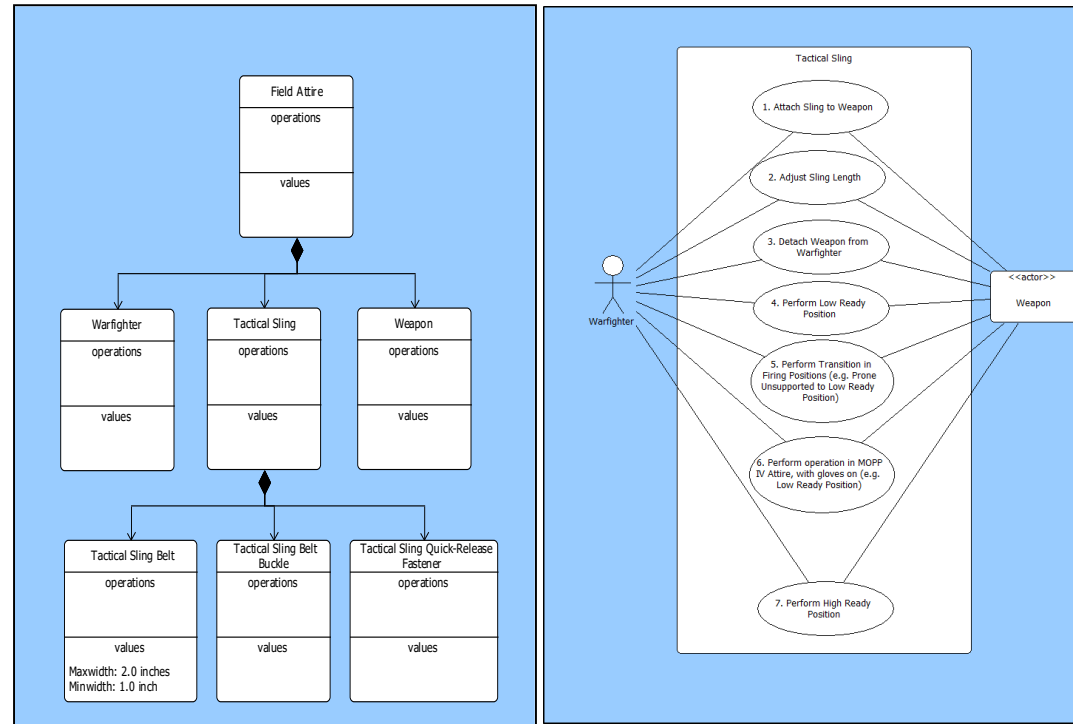 Field Attire
operations
values
Warfighter
operations
values
Tactical Sling
operations
values
Weapon
operations
values
Tactical Sling Belt
operations
values
Maxwidth: 2.0 inches
Minwidth: 1.0 inch
Tactical Sling Belt
Buckle
operations
values
Tactical Sling Quick-Release
Fastener
operations
values
Tactical Sling
1. Attach Sling to Weapon
2. Adjust Sling Length
3. Detach Weapon from
Warfighter
4. Perform Low Ready
Position
5. Perform Transition in
Firing Positions (e.g. Prone
Unsupported to Low Ready
Position)
6. Perform operation in MOPP
IV Attire, with gloves on (e.g.
Low Ready Position)
7. Perform High Ready
Position
Warfighter
<<actor>>
Weapon